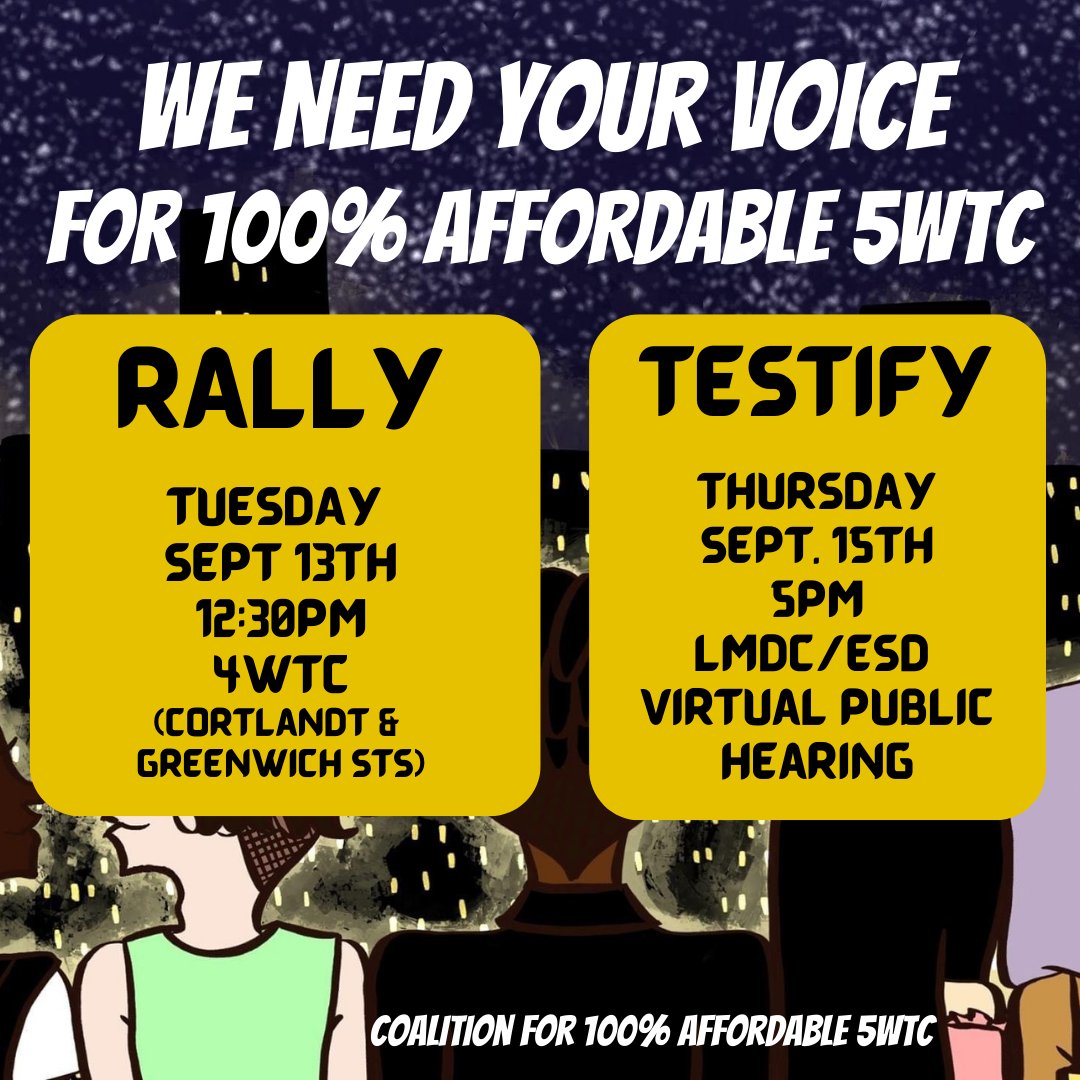 WE NEED YOUR VOICE
FOR 100% AFFORDABLE 5WTC
RALLY
TUESDAY
SEPT 13TH
12:30PM
4WTC
(CORTLANDT &
GREENWICH STS)
TESTIFY
THURSDAY
SEPT. 15TH
5PM
LMDC/ESD
VIRTUAL PUBLIC
HEARING
COALITION FOR 100% AFFORDABLE 5WTC